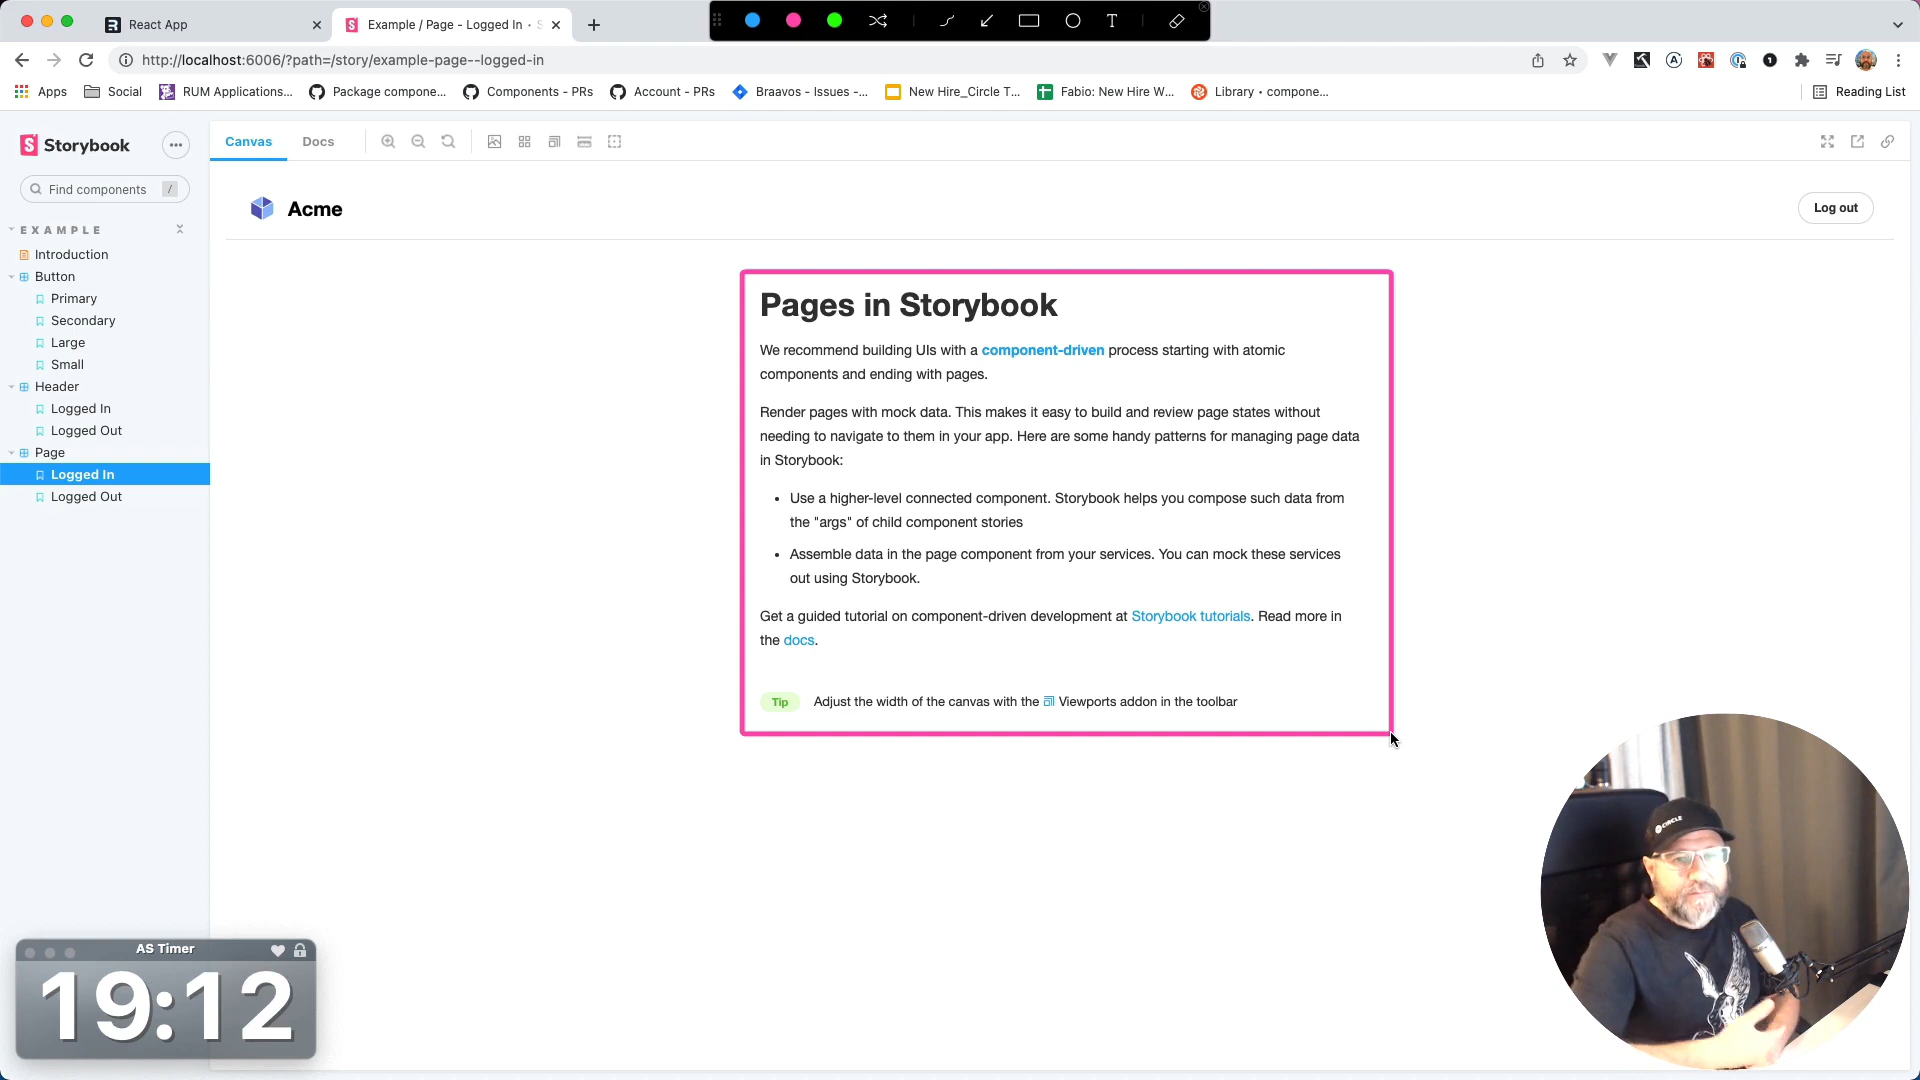 React App
Example / Page - Logged In · S
http://localhost:6006/?path=/story/example-page--logged-in
Apps
Social
RUM Applications...
Package compone...
Components - PRs
Account - PRs
Braavos - Issues -...
New Hire_Circle T...
Fabio: New Hire W...
Library • compone...
Reading List
Storybook
Canvas
Docs
Find components
/
EXAMPLE
Introduction
Button
Primary
Secondary
Large
Small
Header
Logged In
Logged Out
Page
Logged In
Logged Out
Acme
Log out
Pages in Storybook
We recommend building UIs with a component-driven process starting with atomic
components and ending with pages.
Render pages with mock data. This makes it easy to build and review page states without
needing to navigate to them in your app. Here are some handy patterns for managing page data
in Storybook:
• Use a higher-level connected component. Storybook helps you compose such data from
the "args" of child component stories
• Assemble data in the page component from your services. You can mock these services
out using Storybook.
Get a guided tutorial on component-driven development at Storybook tutorials. Read more in
the docs.
Tip
Adjust the width of the canvas with the Viewports addon in the toolbar
AS Timer
19:12
CIRCLE